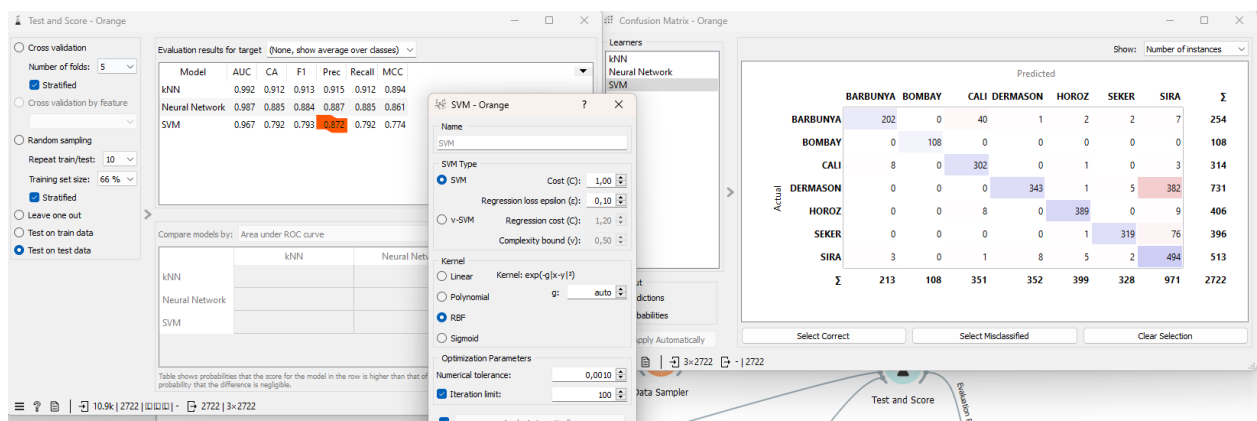 Test and Score - Orange
Cross validation
Number of folds: 5
Stratified
Cross validation by feature
Random sampling
Repeat train/test: 10
Training set size: 66 %
Stratified
Leave one out
Test on train data
Test on test data
Evaluation results for target (None, show average over classes)
Model AUC CA F1 Prec Recall MCC
kNN 0.992 0.912 0.913 0.915 0.912 0.894
Neural Network 0.987 0.885 0.884 0.887 0.885 0.861
SVM 0.967 0.792 0.793 0.872 0.792 0.774
Compare models by: Area under ROC curve
kNN Neural Netw
kNN
Neural Network
SVM
Table shows probabilities that the score for the model in the row is higher than that of
probability that the difference is negligible.
10.9k | 2722 | - 2722 | 3×2722
SVM - Orange ? ×
Name
SVM
SVM Type
SVM Cost (C): 1,00
Regression loss epsilon (ε): 0,10
ν-SVM Regression cost (C): 1,20
Complexity bound (ν): 0,50
Kernel
Linear Kernel: exp(-g|x-y|²)
Polynomial g: auto
RBF
Sigmoid
Optimization Parameters
Numerical tolerance: 0,0010
Iteration limit: 100
Confusion Matrix - Orange
Learners
kNN
Neural Network
SVM
ut
dictions
babilities
pply Automatically
3×2722 - | 2722
Show: Number of instances
Predicted
BARBUNYA BOMBAY CALI DERMASON HOROZ SEKER SIRA Σ
Actual
BARBUNYA 202 0 40 1 2 2 7 254
BOMBAY 0 108 0 0 0 0 0 108
CALI 8 0 302 0 1 0 3 314
DERMASON 0 0 0 343 1 5 382 731
HOROZ 0 0 8 0 389 0 9 406
SEKER 0 0 0 0 1 319 76 396
SIRA 3 0 1 8 5 2 494 513
Σ 213 108 351 352 399 328 971 2722
Select Correct Select Misclassified Clear Selection
Data Sampler
Test and Score
Evaluation